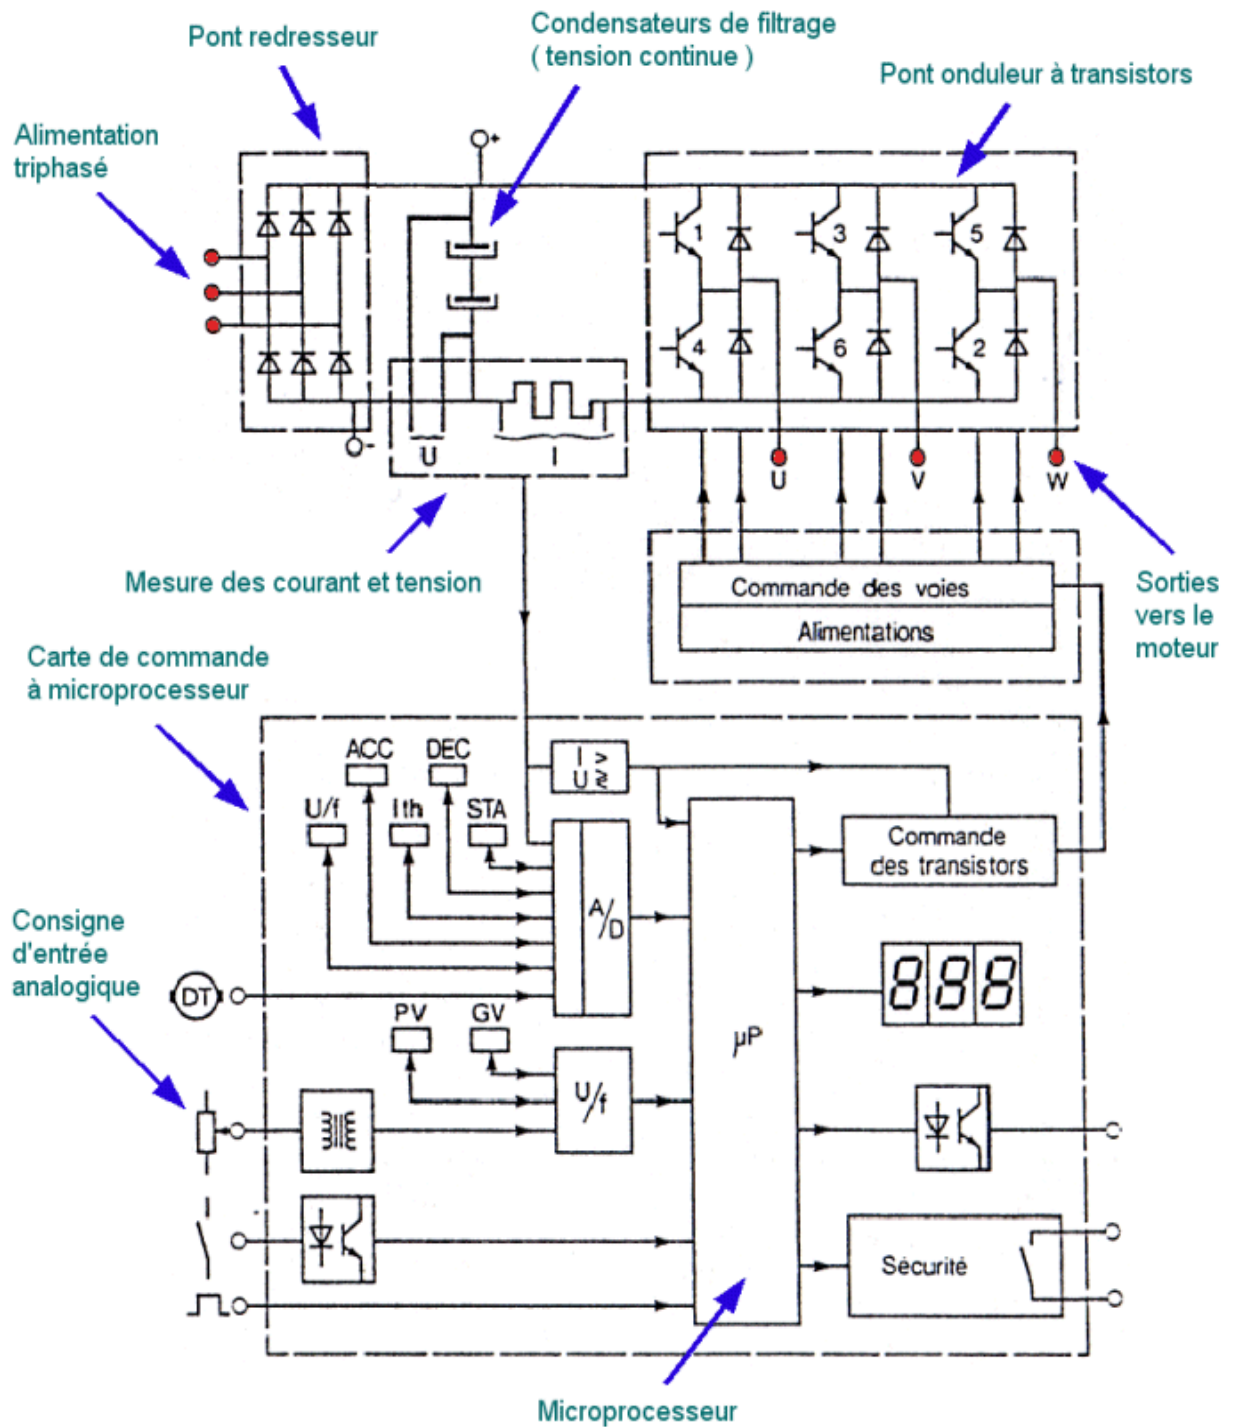 Pont redresseur
Condensateurs de filtrage
( tension continue )
Pont onduleur à transistors
Alimentation
triphasé
+
1
3
5
4
6
2
-
U
I
U
V
W
Mesure des courant et tension
Commande des voies
Alimentations
Sorties
vers le
moteur
Carte de commande
à microprocesseur
ACC
DEC
I >
U ≷
U/f
Ith
STA
Commande
des transistors
A/D
Consigne
d'entrée
analogique
DT
888
PV
GV
µP
U/f
Sécurité
Microprocesseur